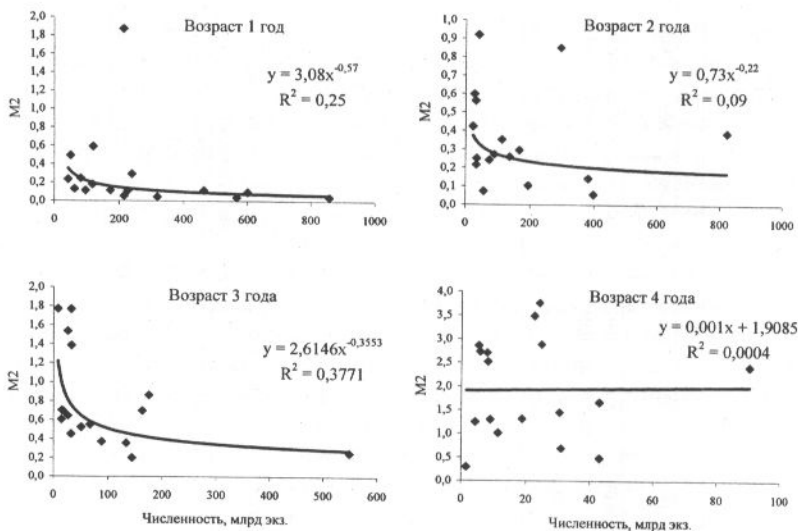 Возраст 1 год
y = 3,08x^-0,57
R² = 0,25
M2
2,0
1,8
1,6
1,4
1,2
1,0
0,8
0,6
0,4
0,2
0,0
0 200 400 600 800 1000
Возраст 2 года
y = 0,73x^-0,22
R² = 0,09
M2
1,0
0,9
0,8
0,7
0,6
0,5
0,4
0,3
0,2
0,1
0,0
0 200 400 600 800 1000
Возраст 3 года
y = 2,6146x^-0,3553
R² = 0,3771
M2
2,0
1,8
1,6
1,4
1,2
1,0
0,8
0,6
0,4
0,2
0,0
0 100 200 300 400 500 600
Численность, млрд экз.
Возраст 4 года
y = 0,001x + 1,9085
R² = 0,0004
M2
4,0
3,5
3,0
2,5
2,0
1,5
1,0
0,5
0,0
0 20 40 60 80 100
Численность, млрд экз.